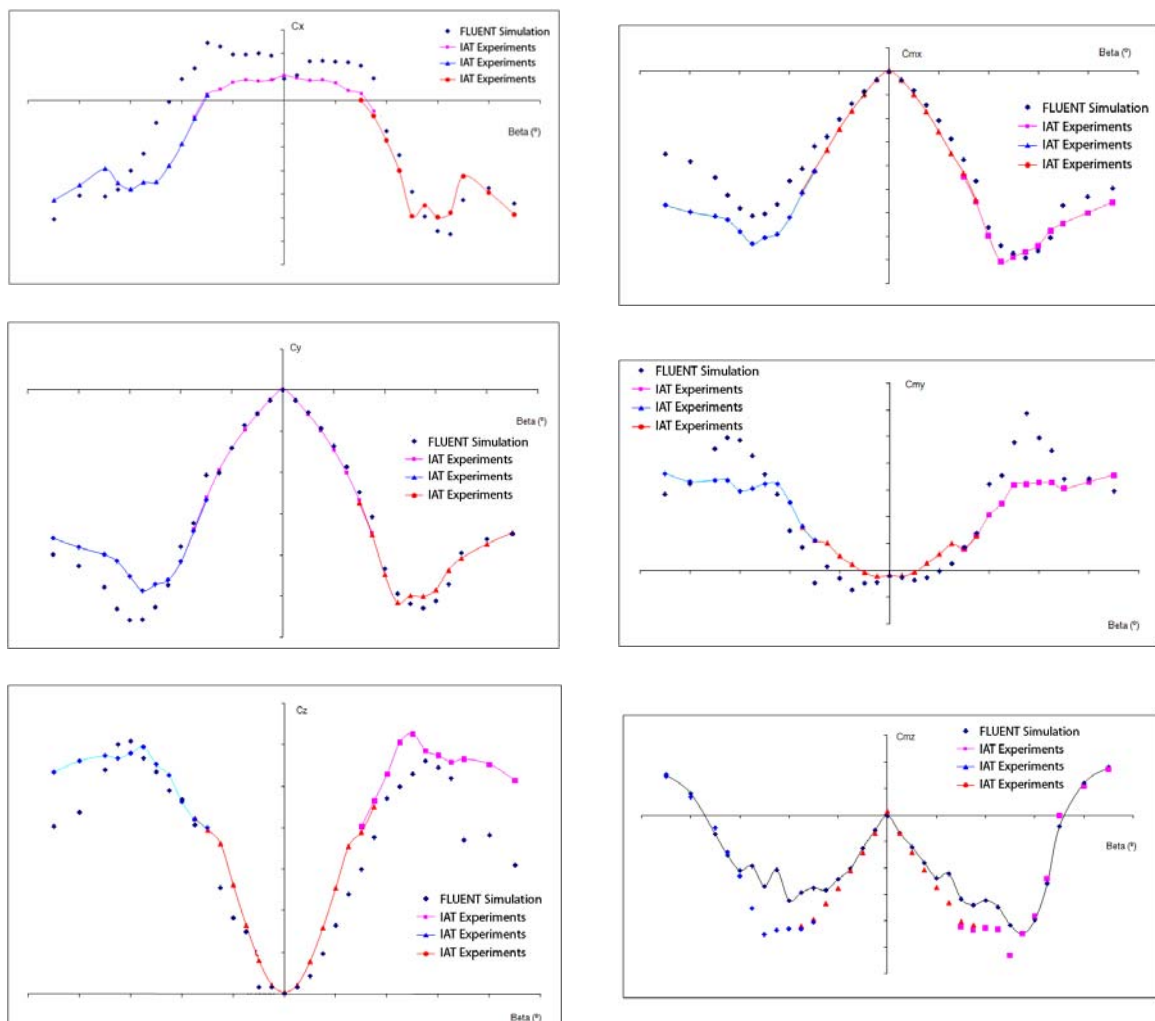 Cx
FLUENT Simulation
IAT Experiments
IAT Experiments
IAT Experiments
Beta (º)
Cmx
Beta (º)
FLUENT Simulation
IAT Experiments
IAT Experiments
IAT Experiments
Cy
Beta (º)
FLUENT Simulation
IAT Experiments
IAT Experiments
IAT Experiments
FLUENT Simulation
IAT Experiments
IAT Experiments
IAT Experiments
Cmy
Beta (º)
Cz
FLUENT Simulation
IAT Experiments
IAT Experiments
IAT Experiments
Beta (º)
Cmz
FLUENT Simulation
IAT Experiments
IAT Experiments
IAT Experiments
Beta (º)